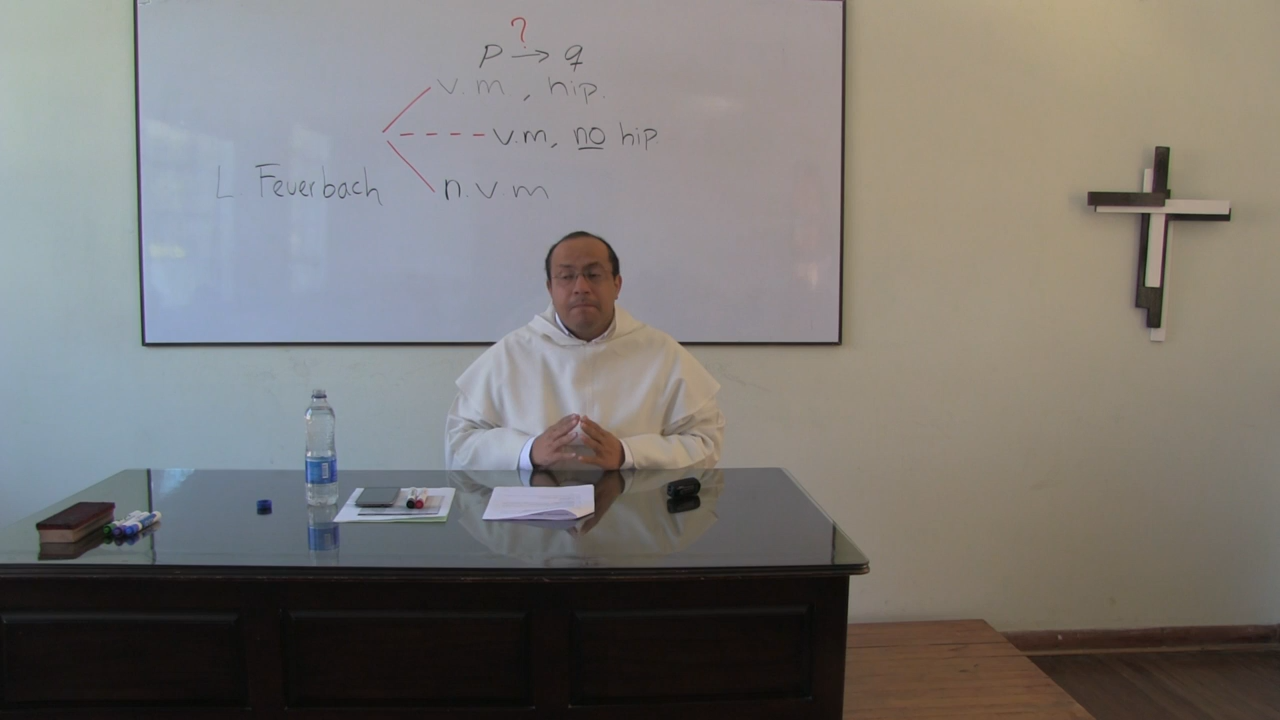 ?
p → q
v.m, hip.
v.m, no hip.
L. Feuerbach
n.v.m